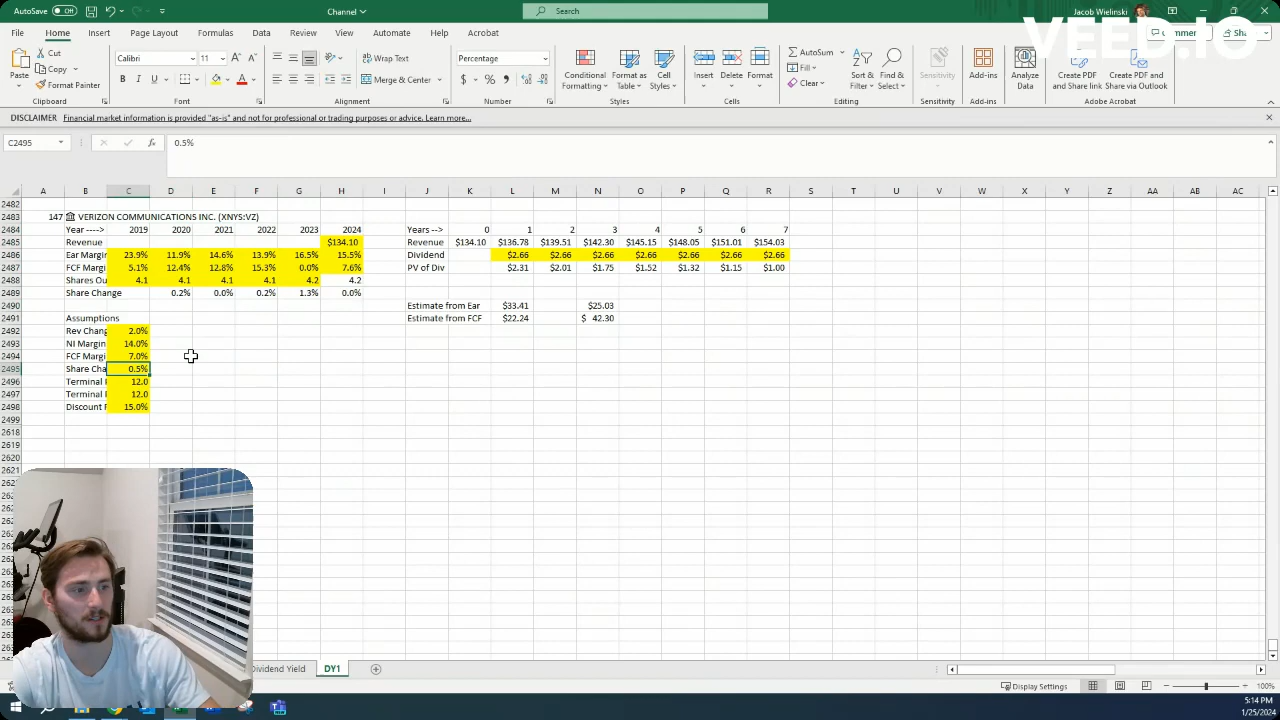 AutoSave Off Channel Search Jacob Wielinski
VEED.IO
File Home Insert Page Layout Formulas Data Review View Automate Help Acrobat Comments Share
Paste Cut Copy Format Painter Clipboard
Calibri 11 B I U Font
Wrap Text Merge & Center Alignment
Percentage Number
Conditional Formatting Format as Table Cell Styles Styles
Insert Delete Format Cells
AutoSum Fill Clear Sort & Filter Find & Select Editing
Sensitivity Sensitivity
Add-ins Add-ins
Analyze Data
Create PDF and Share link Create PDF and Share via Outlook Adobe Acrobat
DISCLAIMER Financial market information is provided "as-is" and not for professional or trading purposes or advice. Learn more...
C2495 fx 0.5%
A B C D E F G H I J K L M N O P Q R S T U V W X Y Z AA AB AC
2482
2483 147 VERIZON COMMUNICATIONS INC. (XNYS:VZ)
2484 Year ----> 2019 2020 2021 2022 2023 2024 Years --> 0 1 2 3 4 5 6 7
2485 Revenue $134.10 Revenue $134.10 $136.78 $139.51 $142.30 $145.15 $148.05 $151.01 $154.03
2486 Ear Margin 23.9% 11.9% 14.6% 13.9% 16.5% 15.5% Dividend $2.66 $2.66 $2.66 $2.66 $2.66 $2.66 $2.66
2487 FCF Margi 5.1% 12.4% 12.8% 15.3% 0.0% 7.6% PV of Div $2.31 $2.01 $1.75 $1.52 $1.32 $1.15 $1.00
2488 Shares Ou 4.1 4.1 4.1 4.1 4.2 4.2
2489 Share Change 0.2% 0.0% 0.2% 1.3% 0.0%
2490 Estimate from Ear $33.41 $25.03
2491 Assumptions Estimate from FCF $22.24 $ 42.30
2492 Rev Chang 2.0%
2493 NI Margin 14.0%
2494 FCF Margi 7.0%
2495 Share Cha 0.5%
2496 Terminal 12.0
2497 Terminal 12.0
2498 Discount 15.0%
2499
2618
2619
2620
2621
Dividend Yield DY1
Display Settings 100%
5:14 PM
1/25/2024